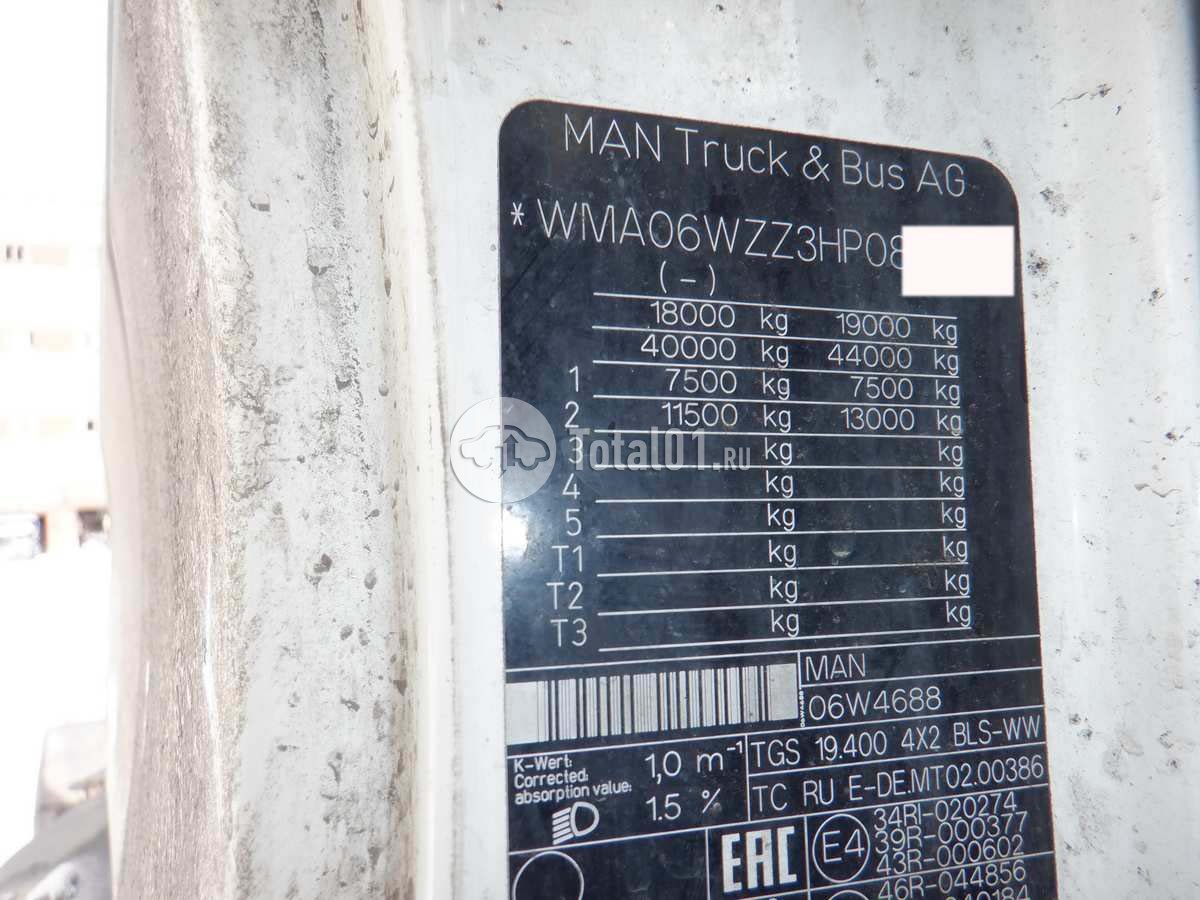 MAN Truck & Bus AG
* WMA06WZZ3HP08
( - )
18000 kg 19000 kg
40000 kg 44000 kg
1 7500 kg 7500 kg
2 11500 kg 13000 kg
3 kg kg
Total01.RU
4 kg kg
5 kg kg
T1 kg kg
T2 kg kg
T3 kg kg
MAN
06W4688
06W4688
K-Wert:
Corrected
absorption value:
1,0 m⁻¹
1.5 %
TGS 19.400 4X2 BLS-WW
TC RU E-DE.MT02.00386
EAC
E4
34RI-020274
39R-000377
43R-000602
46R-044856